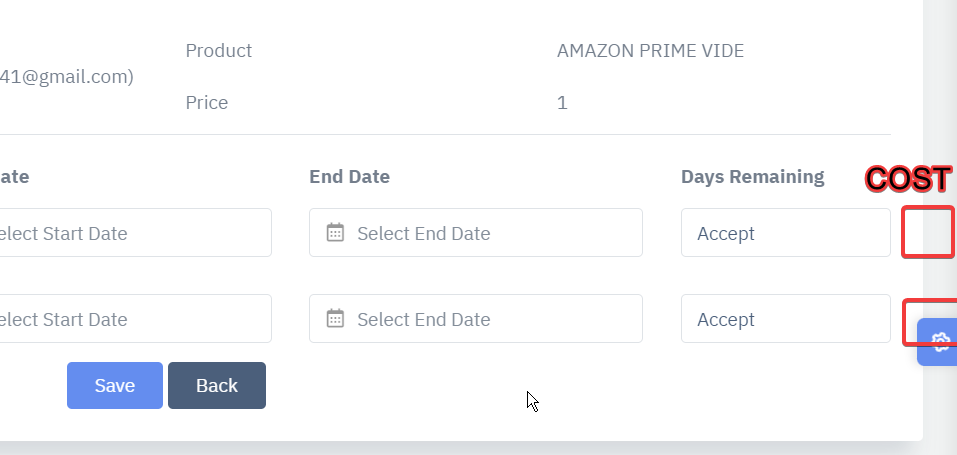 Product AMAZON PRIME VIDE
41@gmail.com)
Price 1
ate End Date Days Remaining COST
elect Start Date Select End Date Accept
elect Start Date Select End Date Accept
Save Back